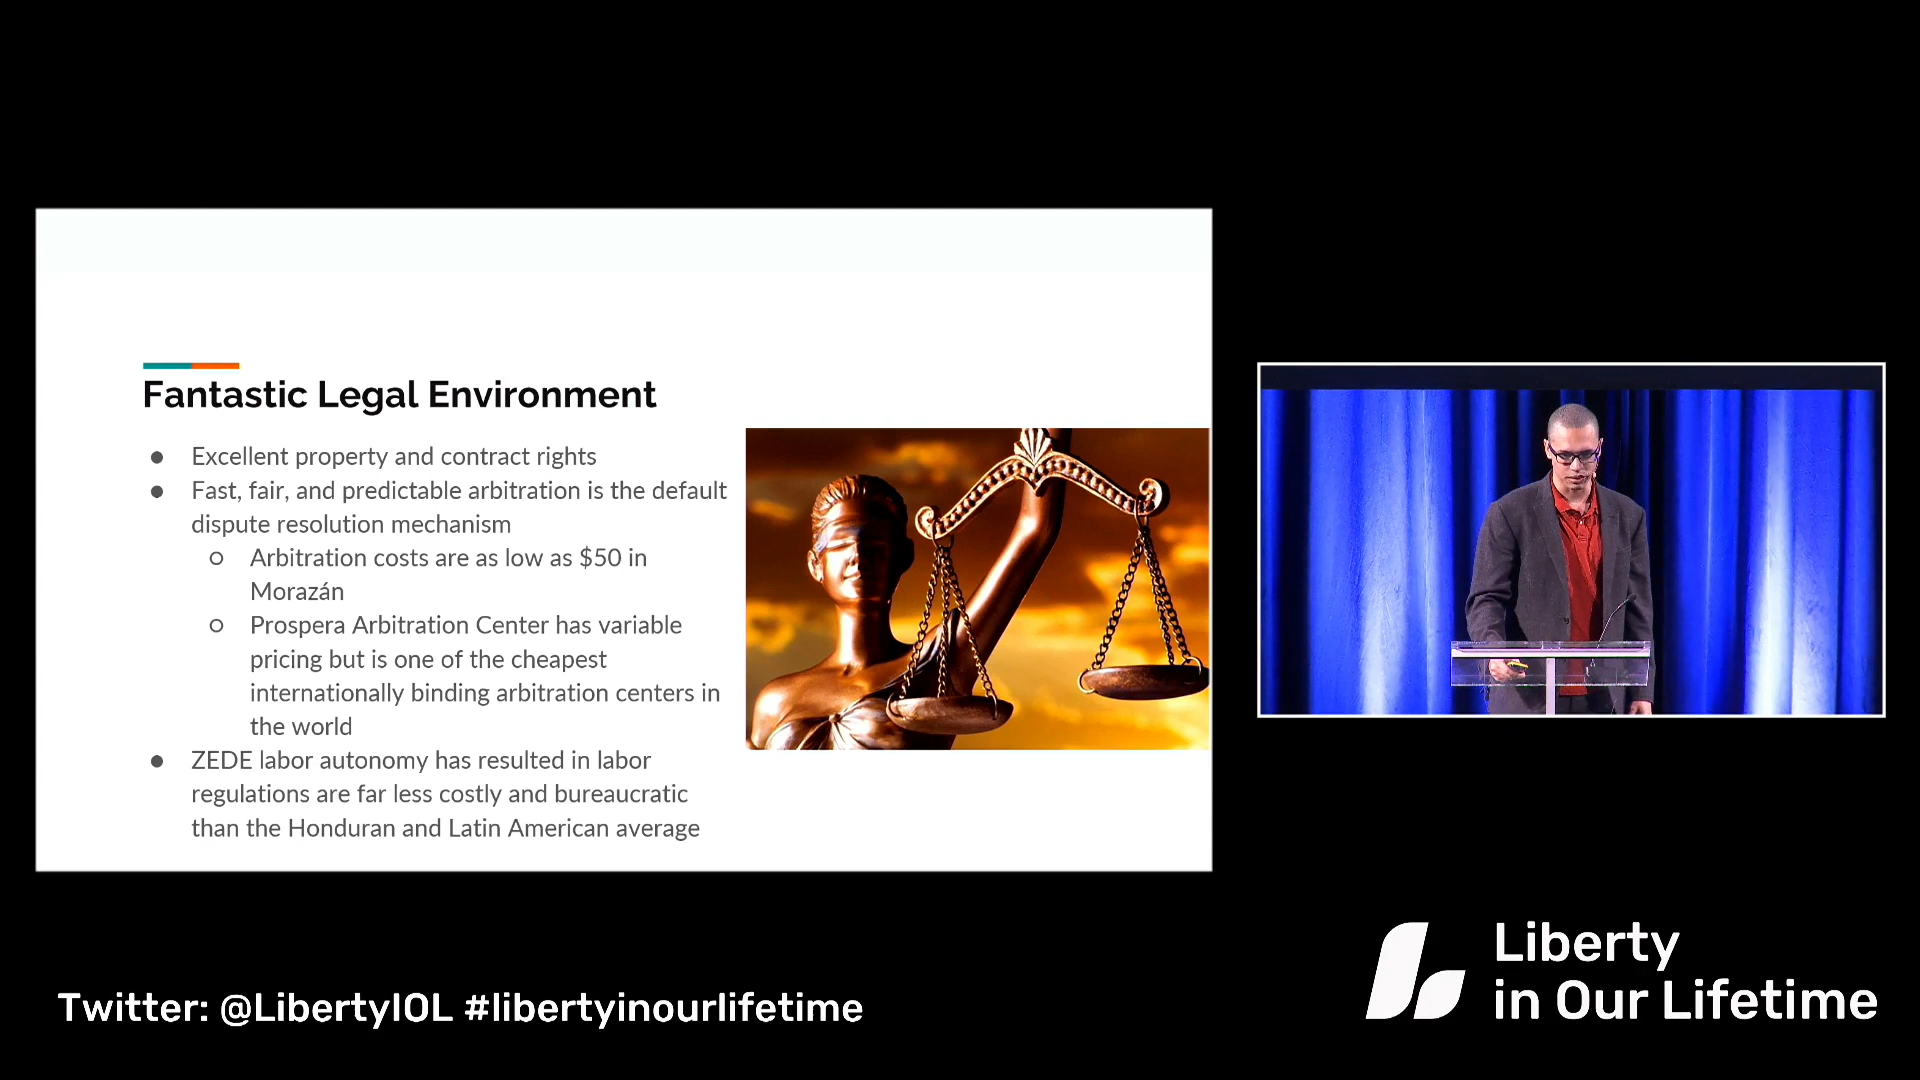 Fantastic Legal Environment
● Excellent property and contract rights
● Fast, fair, and predictable arbitration is the default
dispute resolution mechanism
○ Arbitration costs are as low as $50 in
Morazán
○ Prospera Arbitration Center has variable
pricing but is one of the cheapest
internationally binding arbitration centers in
the world
● ZEDE labor autonomy has resulted in labor
regulations are far less costly and bureaucratic
than the Honduran and Latin American average
Twitter: @LibertyIOL #libertyinourlifetime
Liberty
in Our Lifetime